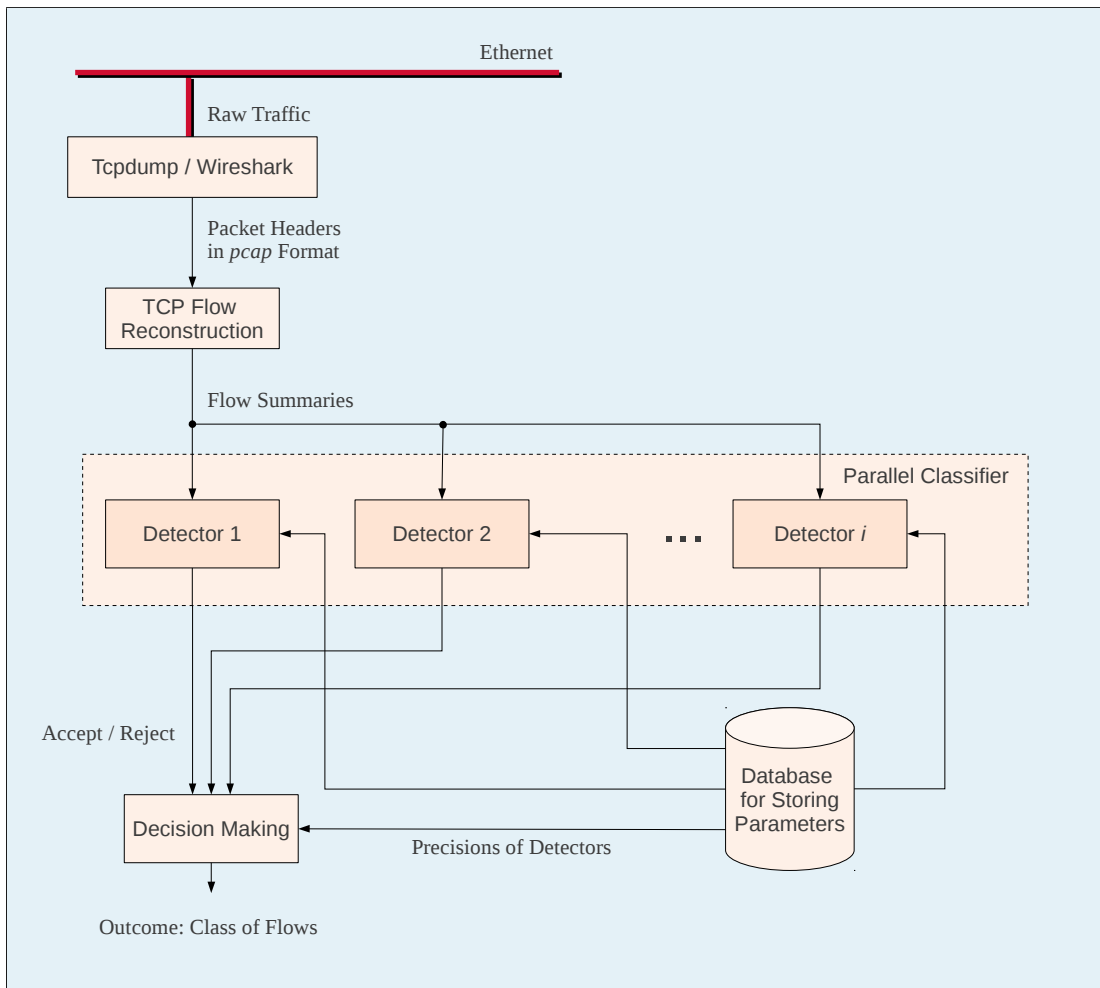 Ethernet
Raw Traffic
Tcpdump / Wireshark
Packet Headers
in pcap Format
TCP Flow
Reconstruction
Flow Summaries
Parallel Classifier
Detector 1
Detector 2
...
Detector i
Accept / Reject
Database
for Storing
Parameters
Decision Making
Precisions of Detectors
Outcome: Class of Flows